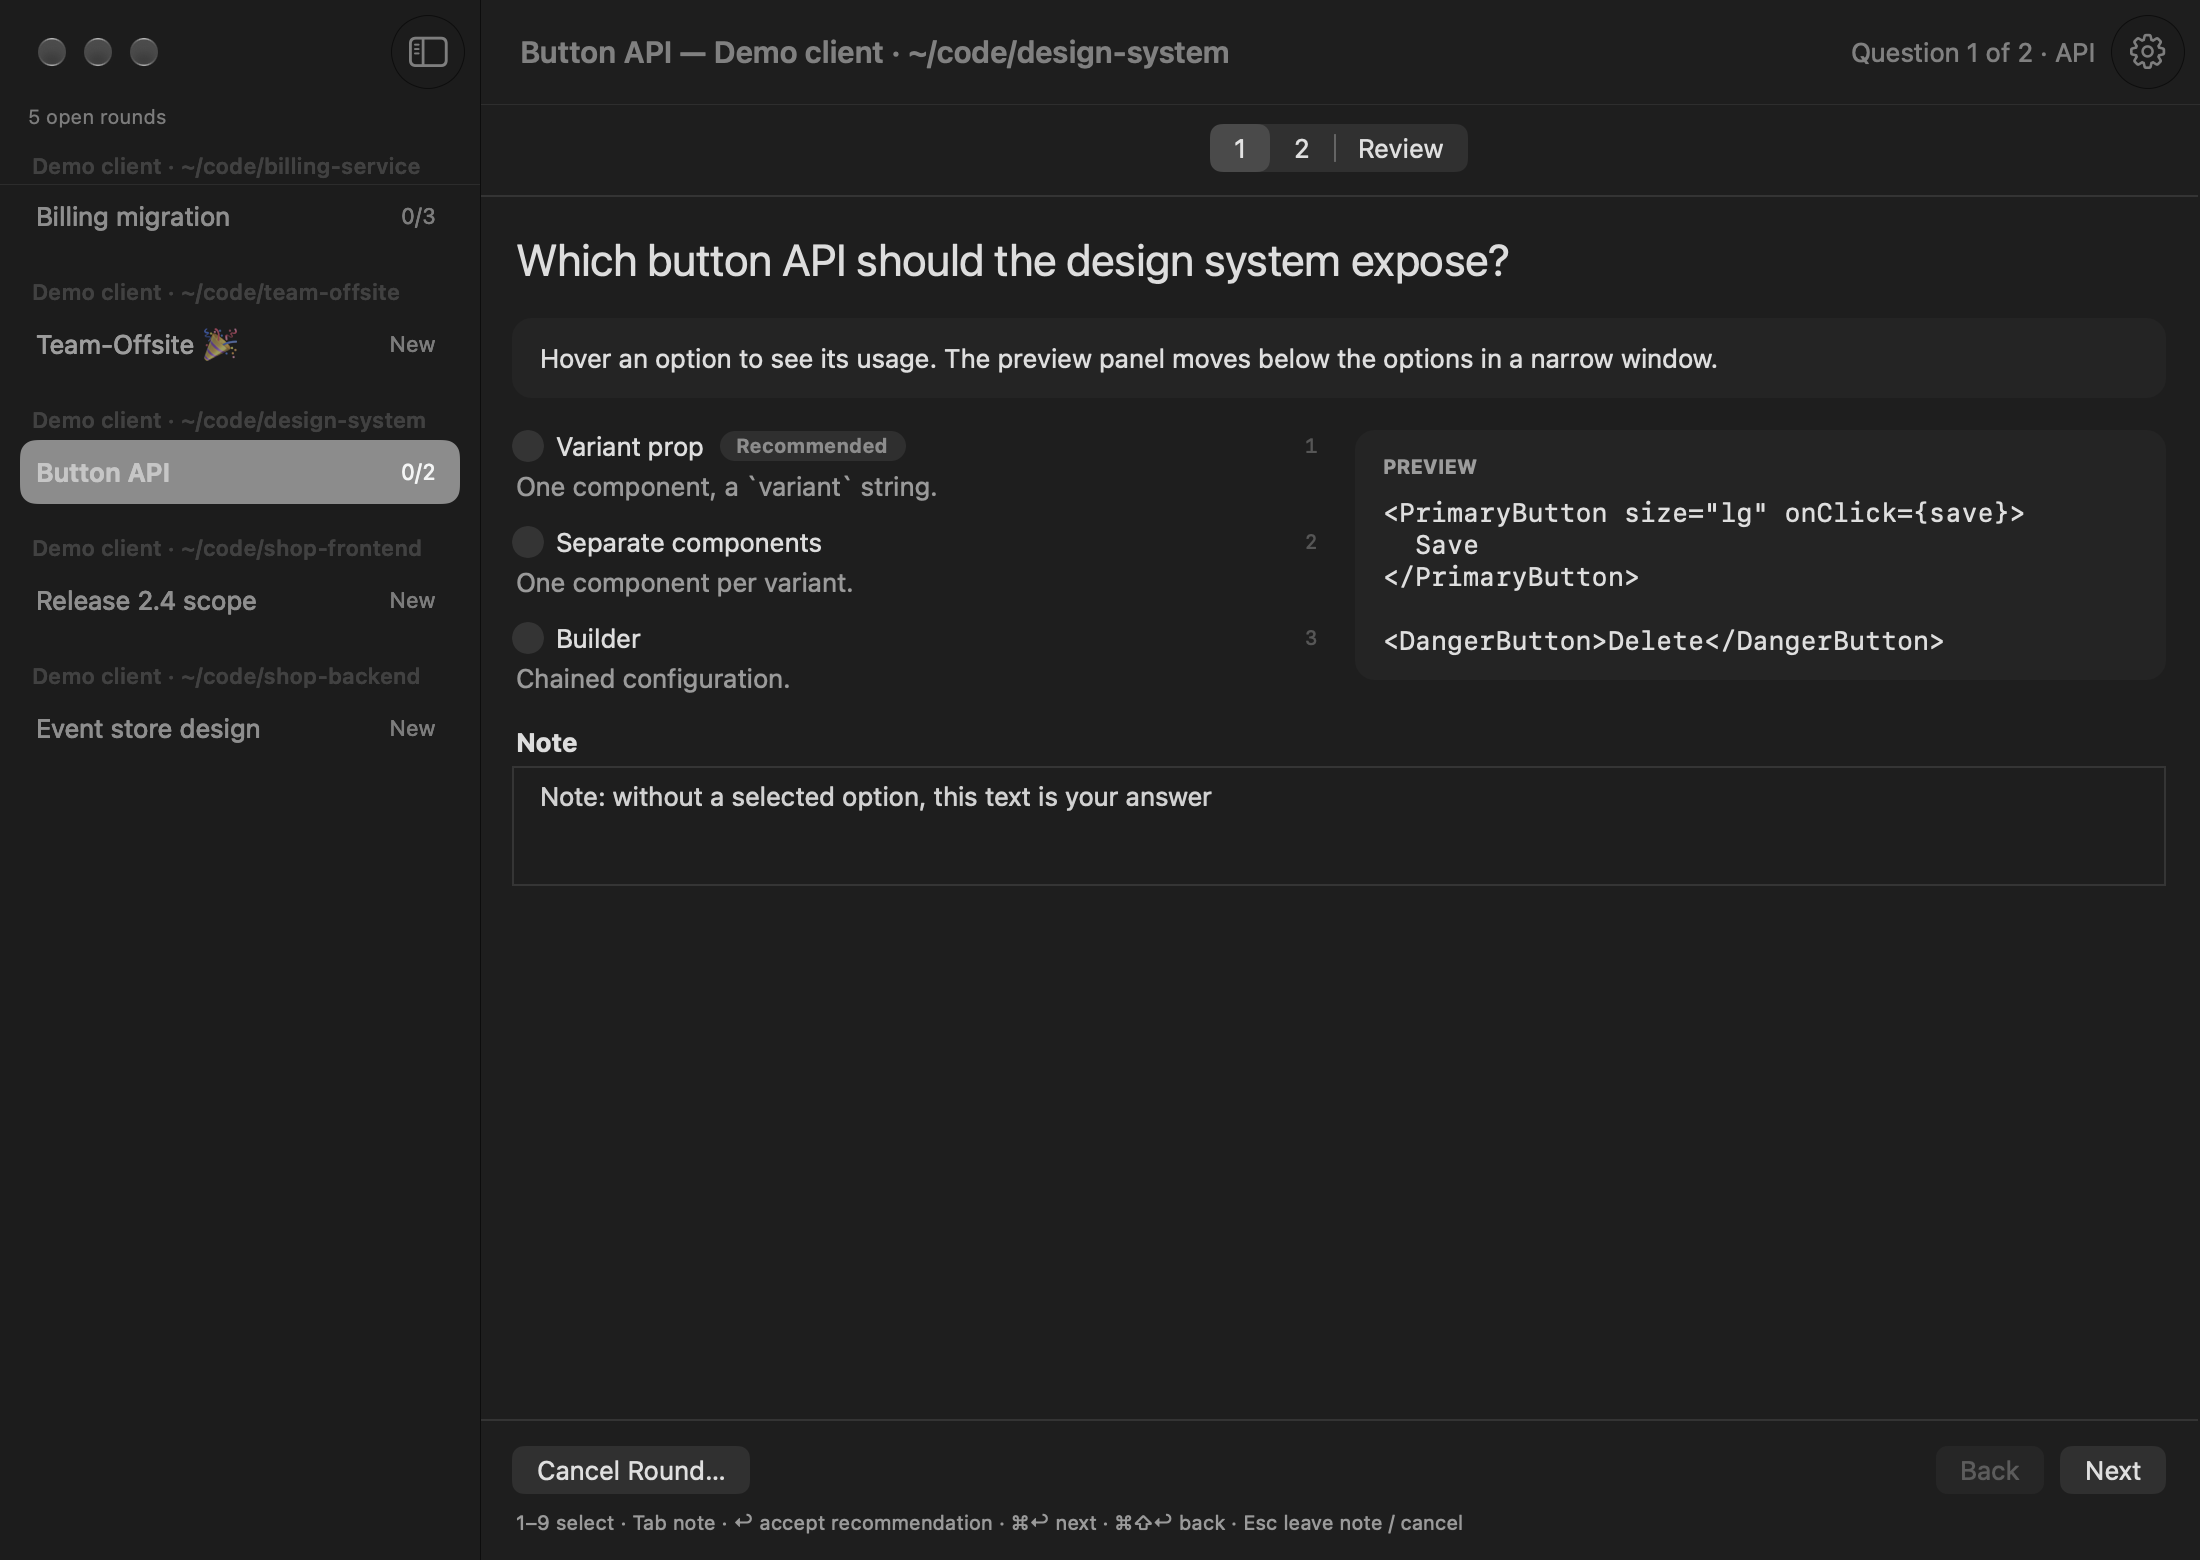 5 open rounds
Demo client · ~/code/billing-service
Billing migration 0/3
Demo client · ~/code/team-offsite
Team-Offsite 🎉 New
Demo client · ~/code/design-system
Button API 0/2
Demo client · ~/code/shop-frontend
Release 2.4 scope New
Demo client · ~/code/shop-backend
Event store design New
Button API — Demo client · ~/code/design-system
Question 1 of 2 · API
1 2 Review
Which button API should the design system expose?
Hover an option to see its usage. The preview panel moves below the options in a narrow window.
Variant prop Recommended 1
One component, a `variant` string.
Separate components 2
One component per variant.
Builder 3
Chained configuration.
PREVIEW
<PrimaryButton size="lg" onClick={save}>
  Save
</PrimaryButton>
<DangerButton>Delete</DangerButton>
Note
Note: without a selected option, this text is your answer
Cancel Round...
Back Next
1–9 select · Tab note · ↩ accept recommendation · ⌘↩ next · ⌘⇧↩ back · Esc leave note / cancel